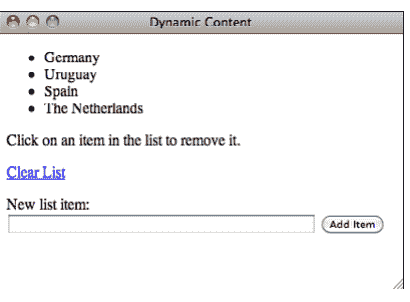 Dynamic Content
Germany
Uruguay
Spain
The Netherlands
Click on an item in the list to remove it.
Clear List
New list item:
Add Item